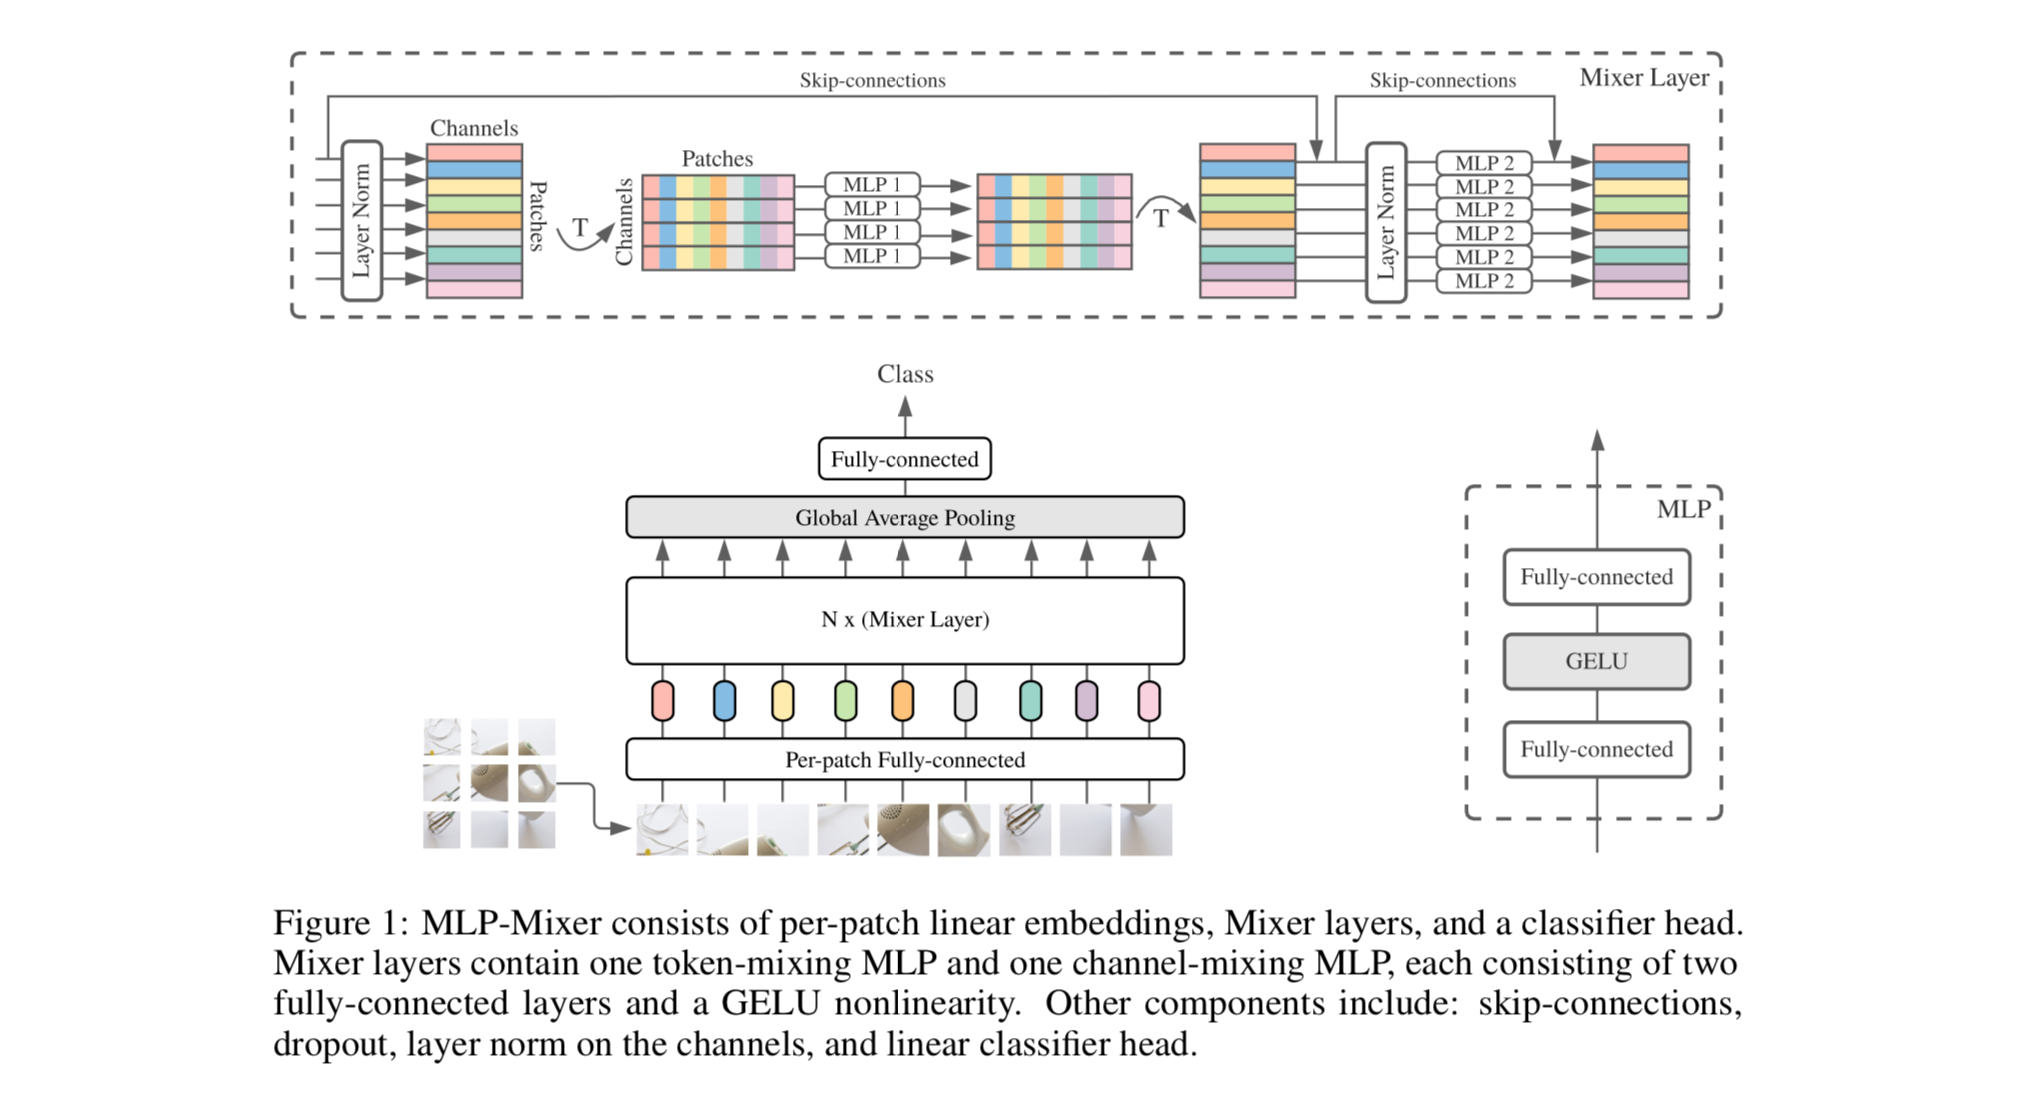 Skip-connections
Skip-connections
Mixer Layer
Channels
Patches
Layer Norm
Patches
T
Channels
MLP 1
MLP 1
MLP 1
MLP 1
T
Layer Norm
MLP 2
MLP 2
MLP 2
MLP 2
MLP 2
MLP 2
Class
Fully-connected
Global Average Pooling
N x (Mixer Layer)
Per-patch Fully-connected
MLP
Fully-connected
GELU
Fully-connected
Figure 1: MLP-Mixer consists of per-patch linear embeddings, Mixer layers, and a classifier head.
Mixer layers contain one token-mixing MLP and one channel-mixing MLP, each consisting of two
fully-connected layers and a GELU nonlinearity. Other components include: skip-connections,
dropout, layer norm on the channels, and linear classifier head.